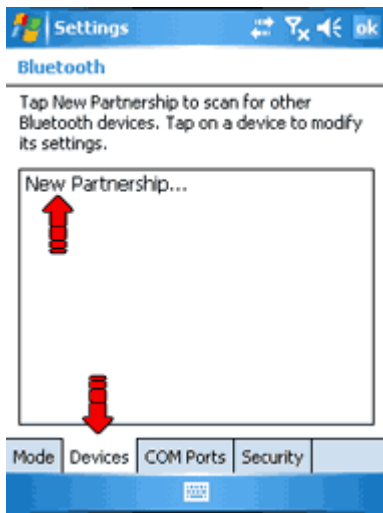 Settings
ok
Bluetooth
Tap New Partnership to scan for other
Bluetooth devices. Tap on a device to modify
its settings.
New Partnership...
Mode Devices COM Ports Security